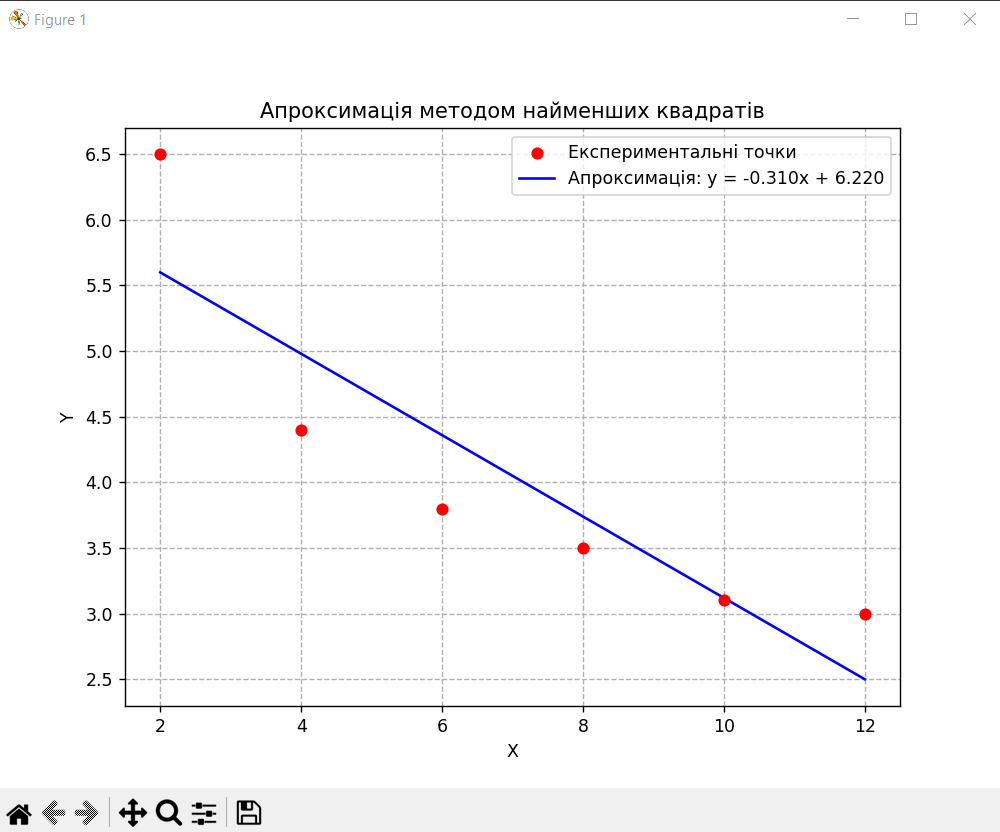 Figure 1
Апроксимація методом найменших квадратів
Експериментальні точки
Апроксимація: y = -0.310x + 6.220
6.5
6.0
5.5
5.0
4.5
4.0
3.5
3.0
2.5
Y
2 4 6 8 10 12
X